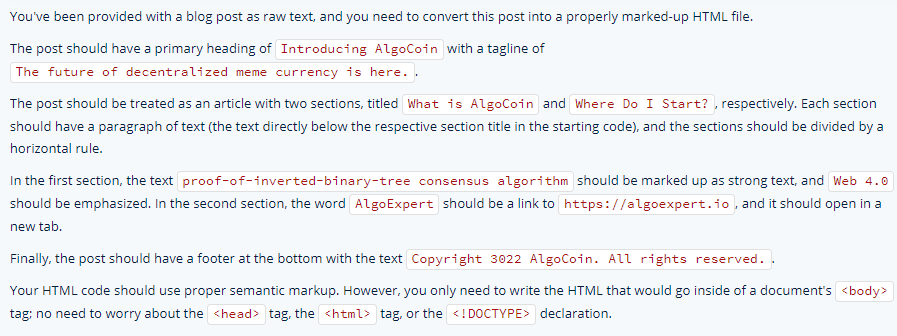 You've been provided with a blog post as raw text, and you need to convert this post into a properly marked-up HTML file.
The post should have a primary heading of Introducing AlgoCoin with a tagline of
The future of decentralized meme currency is here. .
The post should be treated as an article with two sections, titled What is AlgoCoin and Where Do I Start? , respectively. Each section
should have a paragraph of text (the text directly below the respective section title in the starting code), and the sections should be divided by a
horizontal rule.
In the first section, the text proof-of-inverted-binary-tree consensus algorithm should be marked up as strong text, and Web 4.0
should be emphasized. In the second section, the word AlgoExpert should be a link to https://algoexpert.io , and it should open in a
new tab.
Finally, the post should have a footer at the bottom with the text Copyright 3022 AlgoCoin. All rights reserved. .
Your HTML code should use proper semantic markup. However, you only need to write the HTML that would go inside of a document's <body>
tag; no need to worry about the <head> tag, the <html> tag, or the <!DOCTYPE> declaration.